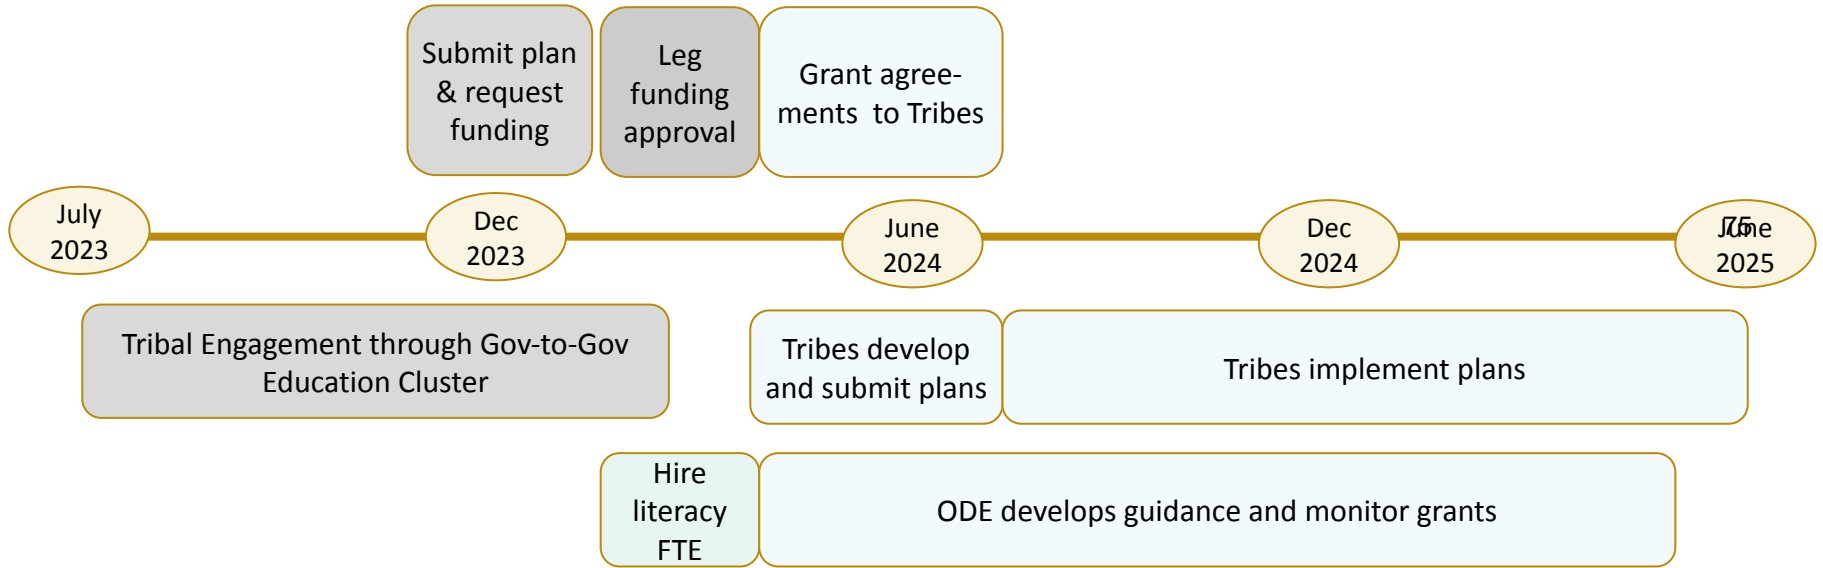 Submit plan
& request
funding
Leg
funding
approval
Grant agree-
ments  to Tribes
July
2023
Dec
2023
June
2024
Dec
2024
June
2025
75
Tribal Engagement through Gov-to-Gov
Education Cluster
Tribes develop
and submit plans
Tribes implement plans
Hire
literacy
FTE
ODE develops guidance and monitor grants